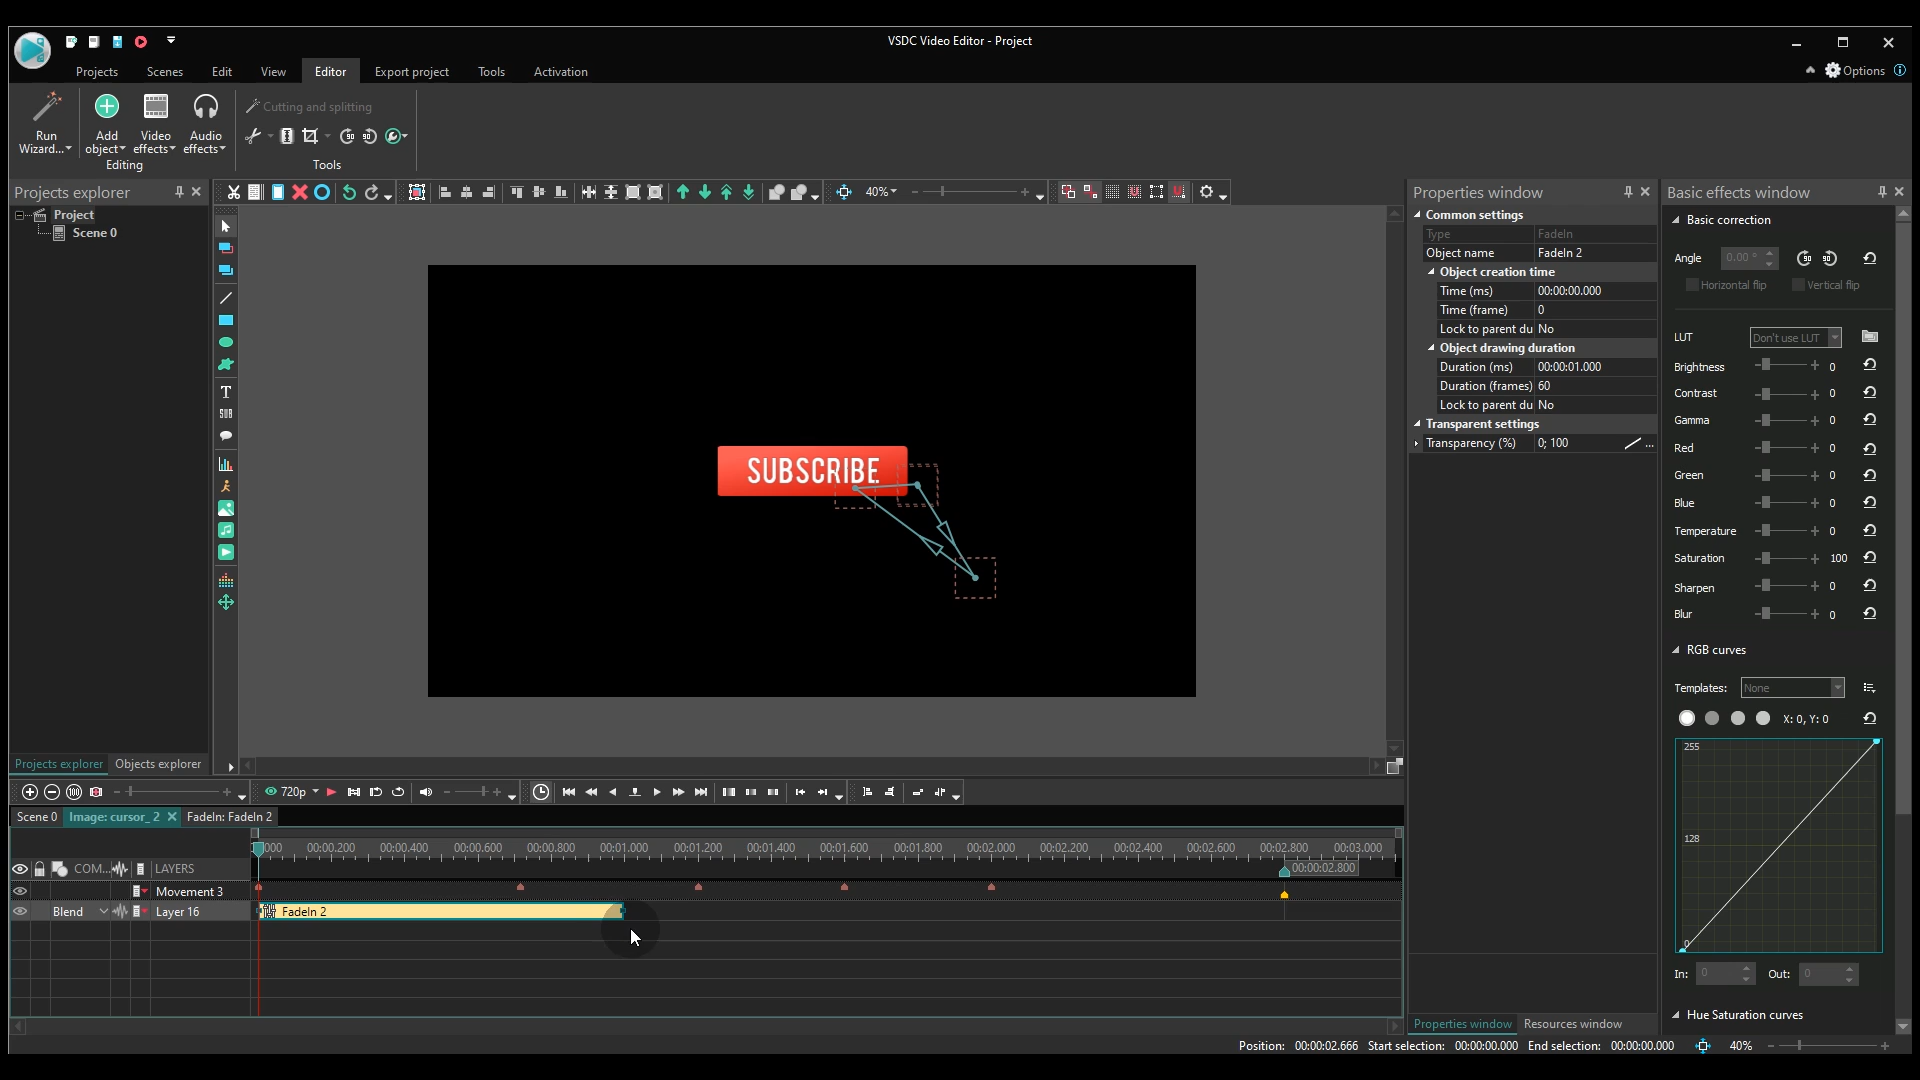 VSDC Video Editor - Project
Projects Scenes Edit View Editor Export project Tools Activation
Options
Run Wizard...
Add object
Video effects
Audio effects
Editing
Cutting and splitting
Tools
Projects explorer
40%
Properties window
Basic effects window
Project
Scene 0
SUB
SUBSCRIBE
Common settings
Type FadeIn
Object name FadeIn 2
Object creation time
Time (ms) 00:00:00.000
Time (frame) 0
Lock to parent du No
Object drawing duration
Duration (ms) 00:00:01.000
Duration (frames) 60
Lock to parent du No
Transparent settings
Transparency (%) 0; 100 ...
Basic correction
Angle 0.00 °
Horizontal flip Vertical flip
LUT Don't use LUT
Brightness 0
Contrast 0
Gamma 0
Red 0
Green 0
Blue 0
Temperature 0
Saturation 100
Sharpen 0
Blur 0
RGB curves
Templates: None
X: 0, Y: 0
255
128
0
In: 0 Out: 0
Hue Saturation curves
Projects explorer Objects explorer
720p
Scene 0 Image: cursor_ 2 FadeIn: FadeIn 2
000 00:00.200 00:00.400 00:00.600 00:00.800 00:01.000 00:01.200 00:01.400 00:01.600 00:01.800 00:02.000 00:02.200 00:02.400 00:02.600 00:02.800 00:03.000
COM... LAYERS
00:00:02.800
Movement 3
Blend Layer 16 FadeIn 2
Properties window Resources window
Position: 00:00:02.666 Start selection: 00:00:00.000 End selection: 00:00:00.000 40%